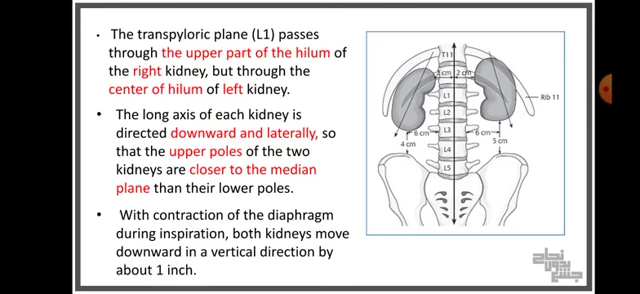 • The transpyloric plane (L1) passes
through the upper part of the hilum of
the right kidney, but through the
center of hilum of left kidney.
• The long axis of each kidney is
directed downward and laterally, so
that the upper poles of the two
kidneys are closer to the median
plane than their lower poles.
• With contraction of the diaphragm
during inspiration, both kidneys move
downward in a vertical direction by
about 1 inch.
T11
2 cm 2 cm
L1
Rib 11
L2
6 cm L3 6 cm
4 cm L4 5 cm
L5